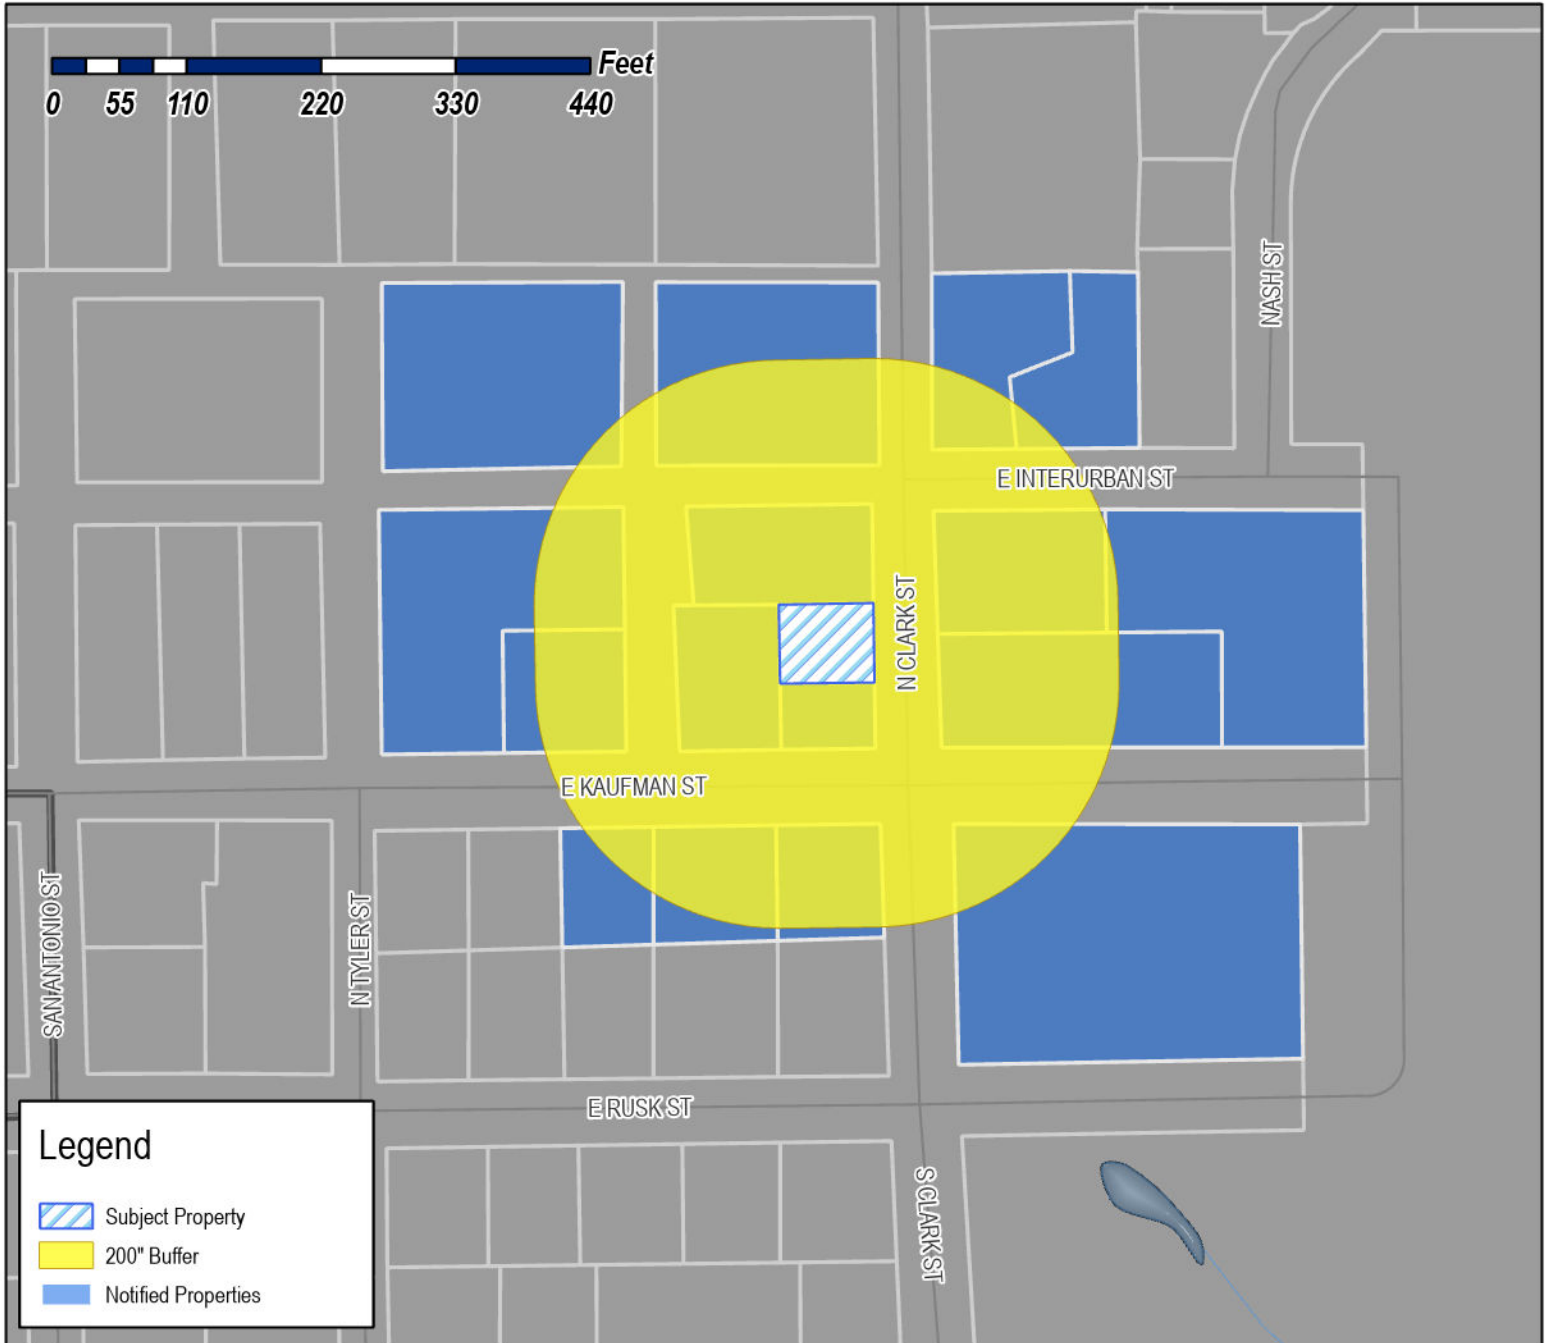 Feet
0 55 110 220 330 440
NASH ST
E INTERURBAN ST
N CLARK ST
E KAUFMAN ST
SAN ANTONIO ST
N TYLER ST
E RUSK ST
S CLARK ST
Legend
Subject Property
200" Buffer
Notified Properties